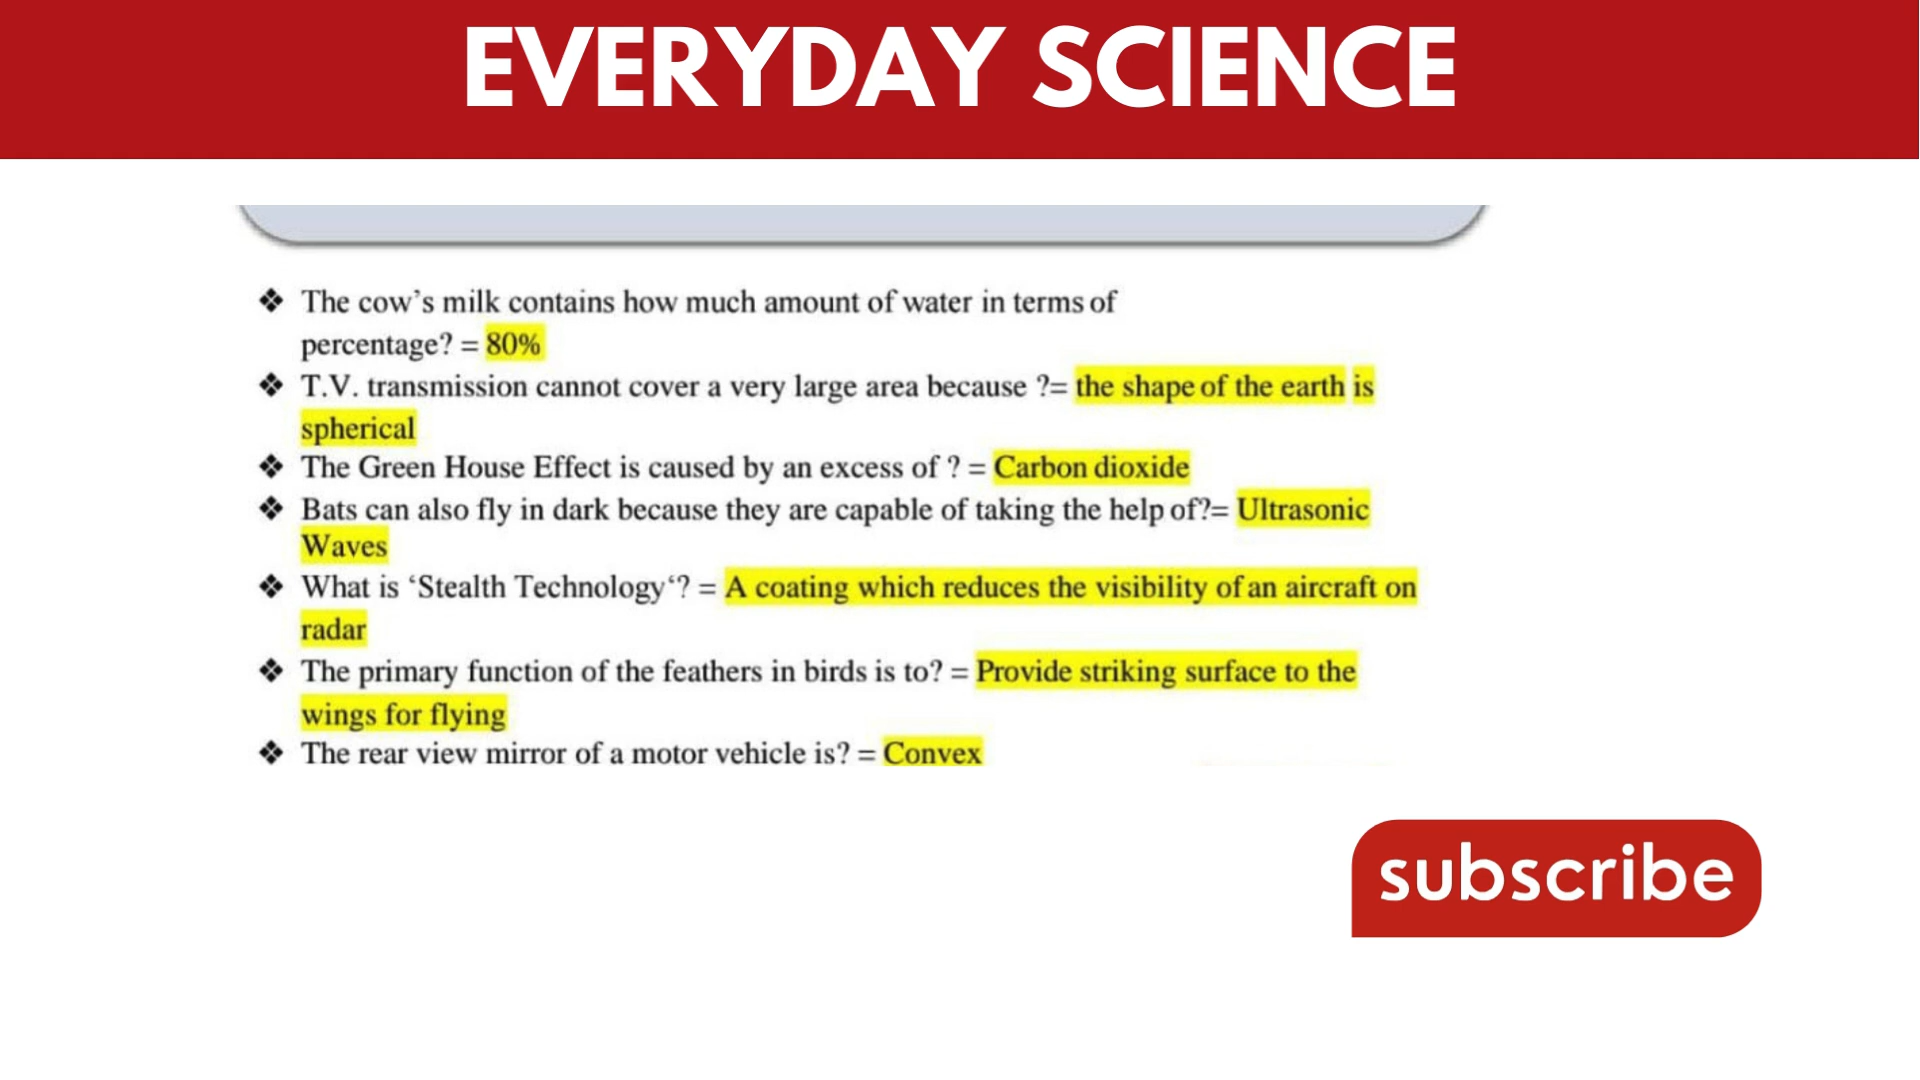 EVERYDAY SCIENCE
❖ The cow’s milk contains how much amount of water in terms of
percentage? = 80%
❖ T.V. transmission cannot cover a very large area because ?= the shape of the earth is
spherical
❖ The Green House Effect is caused by an excess of ? = Carbon dioxide
❖ Bats can also fly in dark because they are capable of taking the help of?= Ultrasonic
Waves
❖ What is ‘Stealth Technology‘? = A coating which reduces the visibility of an aircraft on
radar
❖ The primary function of the feathers in birds is to? = Provide striking surface to the
wings for flying
❖ The rear view mirror of a motor vehicle is? = Convex
subscribe